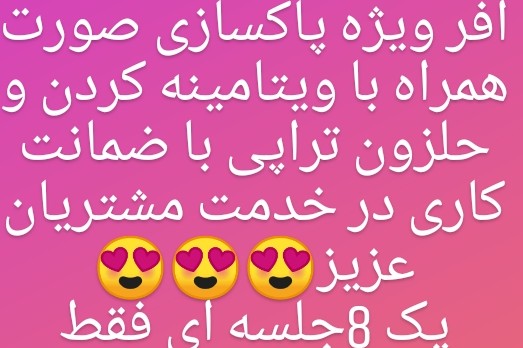 افر ویژه پاکسازی صورت
همراه با ویتامینه کردن و
حلزون تراپی با ضمانت
کاری در خدمت مشتریان
عزیز😍😍😍
یک 8جلسه ای فقط